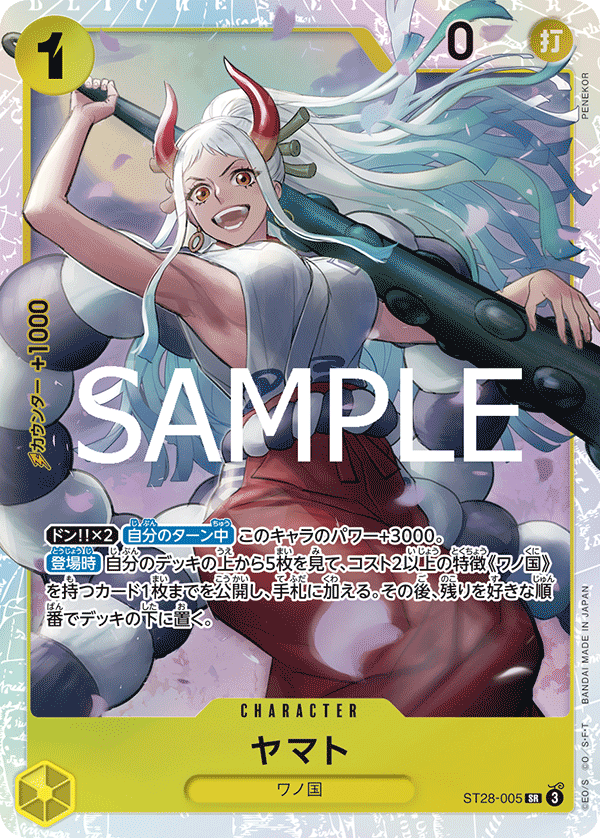 1
0
打
PENEKOR
カウンター +1000
SAMPLE
ドン!!×2 自分のターン中 このキャラのパワー+3000。
登場時 自分のデッキの上から5枚を見て、コスト2以上の特徴《ワノ国》
を持つカード1枚までを公開し、手札に加える。その後、残りを好きな順
番でデッキの下に置く。
CHARACTER
ヤマト
ワノ国
ST28-005 SR 3
©E.O/S ©O/S・F・T BANDAI MADE IN JAPAN